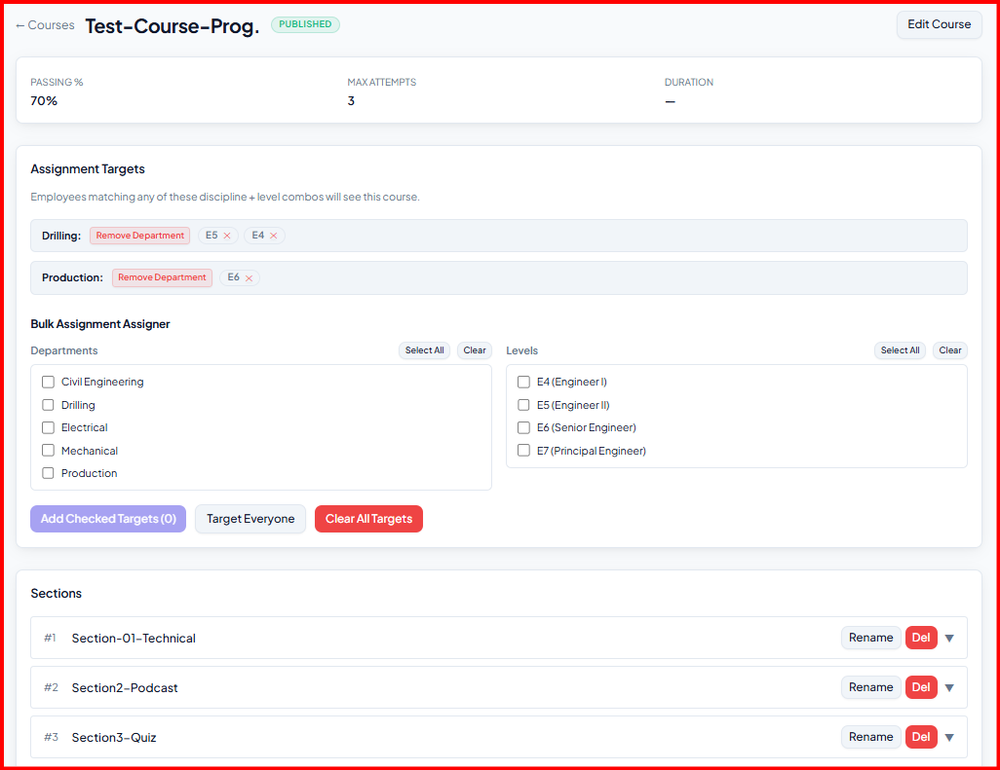 ← Courses Test-Course-Prog. PUBLISHED Edit Course
PASSING % MAX ATTEMPTS DURATION
70% 3 —
Assignment Targets
Employees matching any of these discipline + level combos will see this course.
Drilling: Remove Department E5 × E4 ×
Production: Remove Department E6 ×
Bulk Assignment Assigner
Departments Select All Clear Levels Select All Clear
Civil Engineering E4 (Engineer I)
Drilling E5 (Engineer II)
Electrical E6 (Senior Engineer)
Mechanical E7 (Principal Engineer)
Production
Add Checked Targets (0) Target Everyone Clear All Targets
Sections
#1 Section-01-Technical Rename Del ▼
#2 Section2-Podcast Rename Del ▼
#3 Section3-Quiz Rename Del ▼